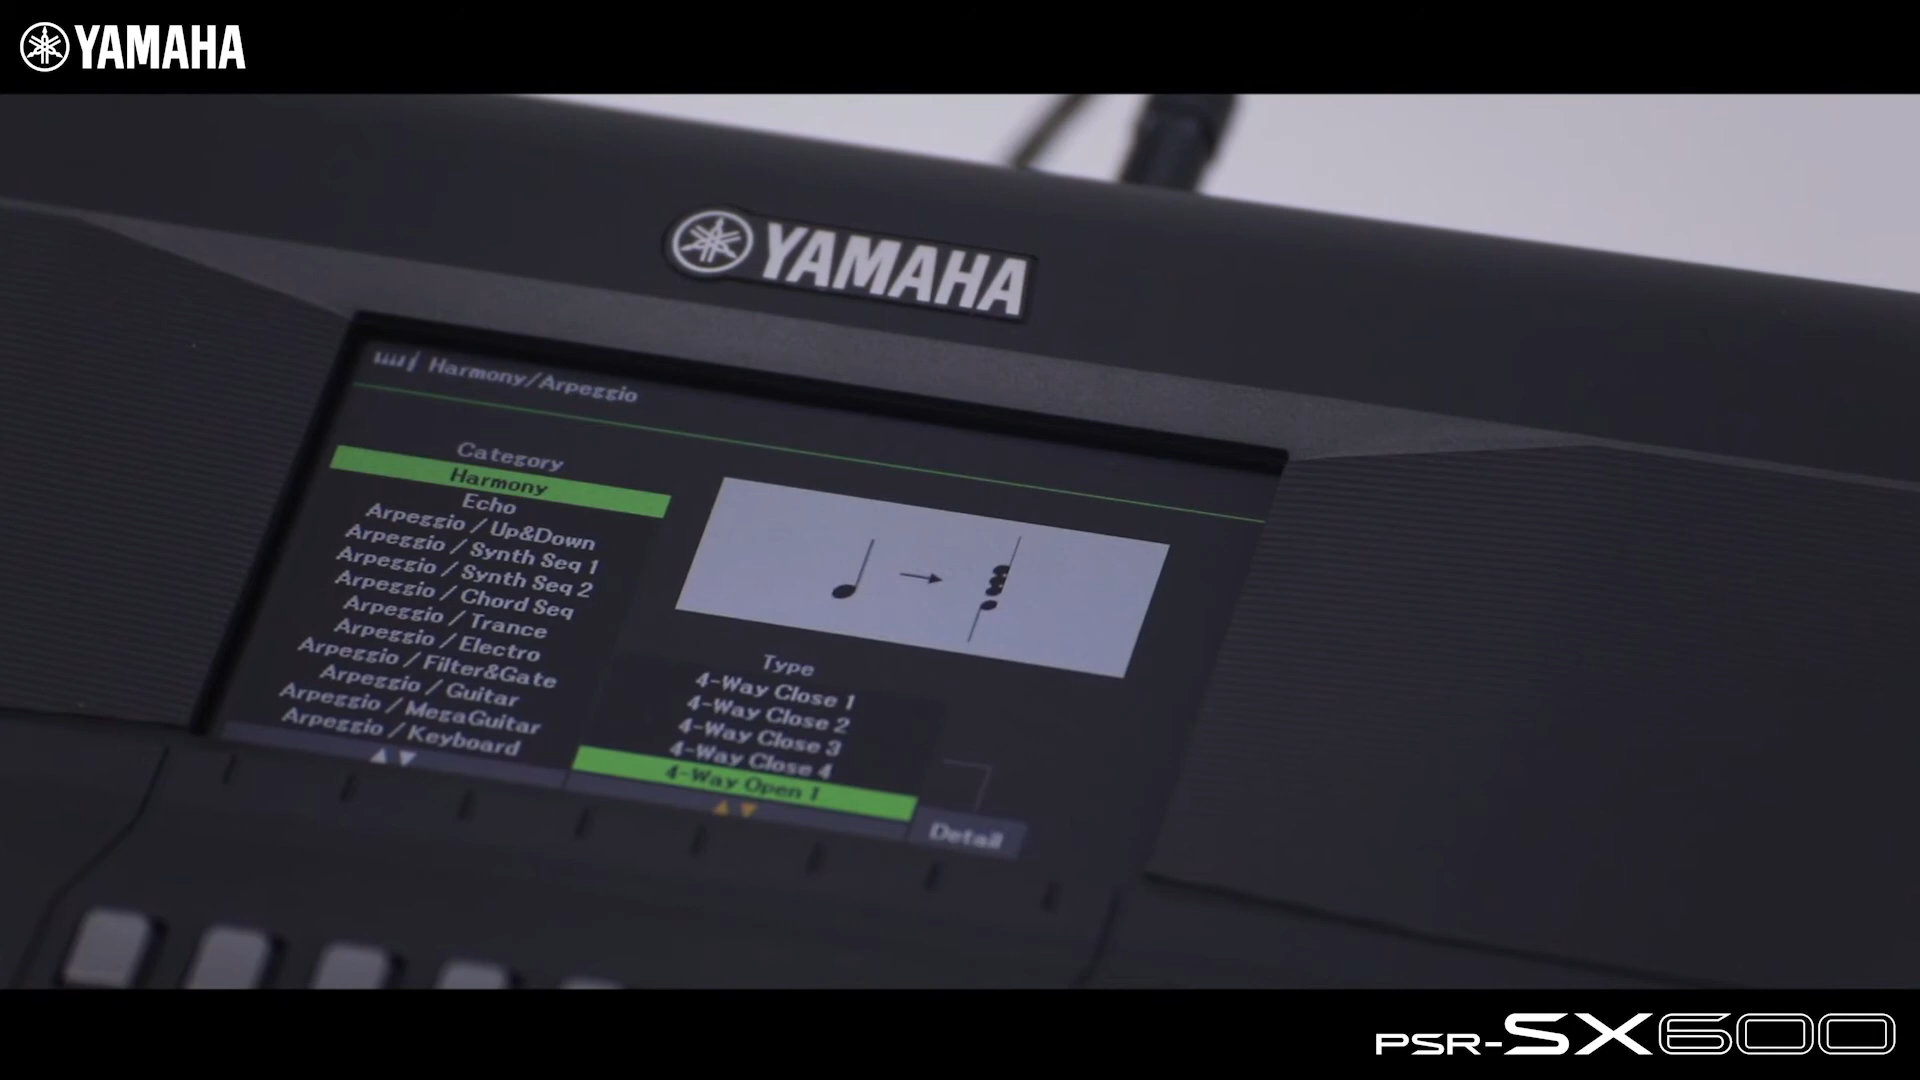 YAMAHA
YAMAHA
Harmony/Arpeggio
Category
Harmony
Echo
Arpeggio / Up&Down
Arpeggio / Synth Seq 1
Arpeggio / Synth Seq 2
Arpeggio / Chord Seq
Arpeggio / Trance
Arpeggio / Electro
Arpeggio / Filter&Gate
Arpeggio / Guitar
Arpeggio / MegaGuitar
Arpeggio / Keyboard
Type
4-Way Close 1
4-Way Close 2
4-Way Close 3
4-Way Close 4
4-Way Open 1
Detail
PSR-SX600